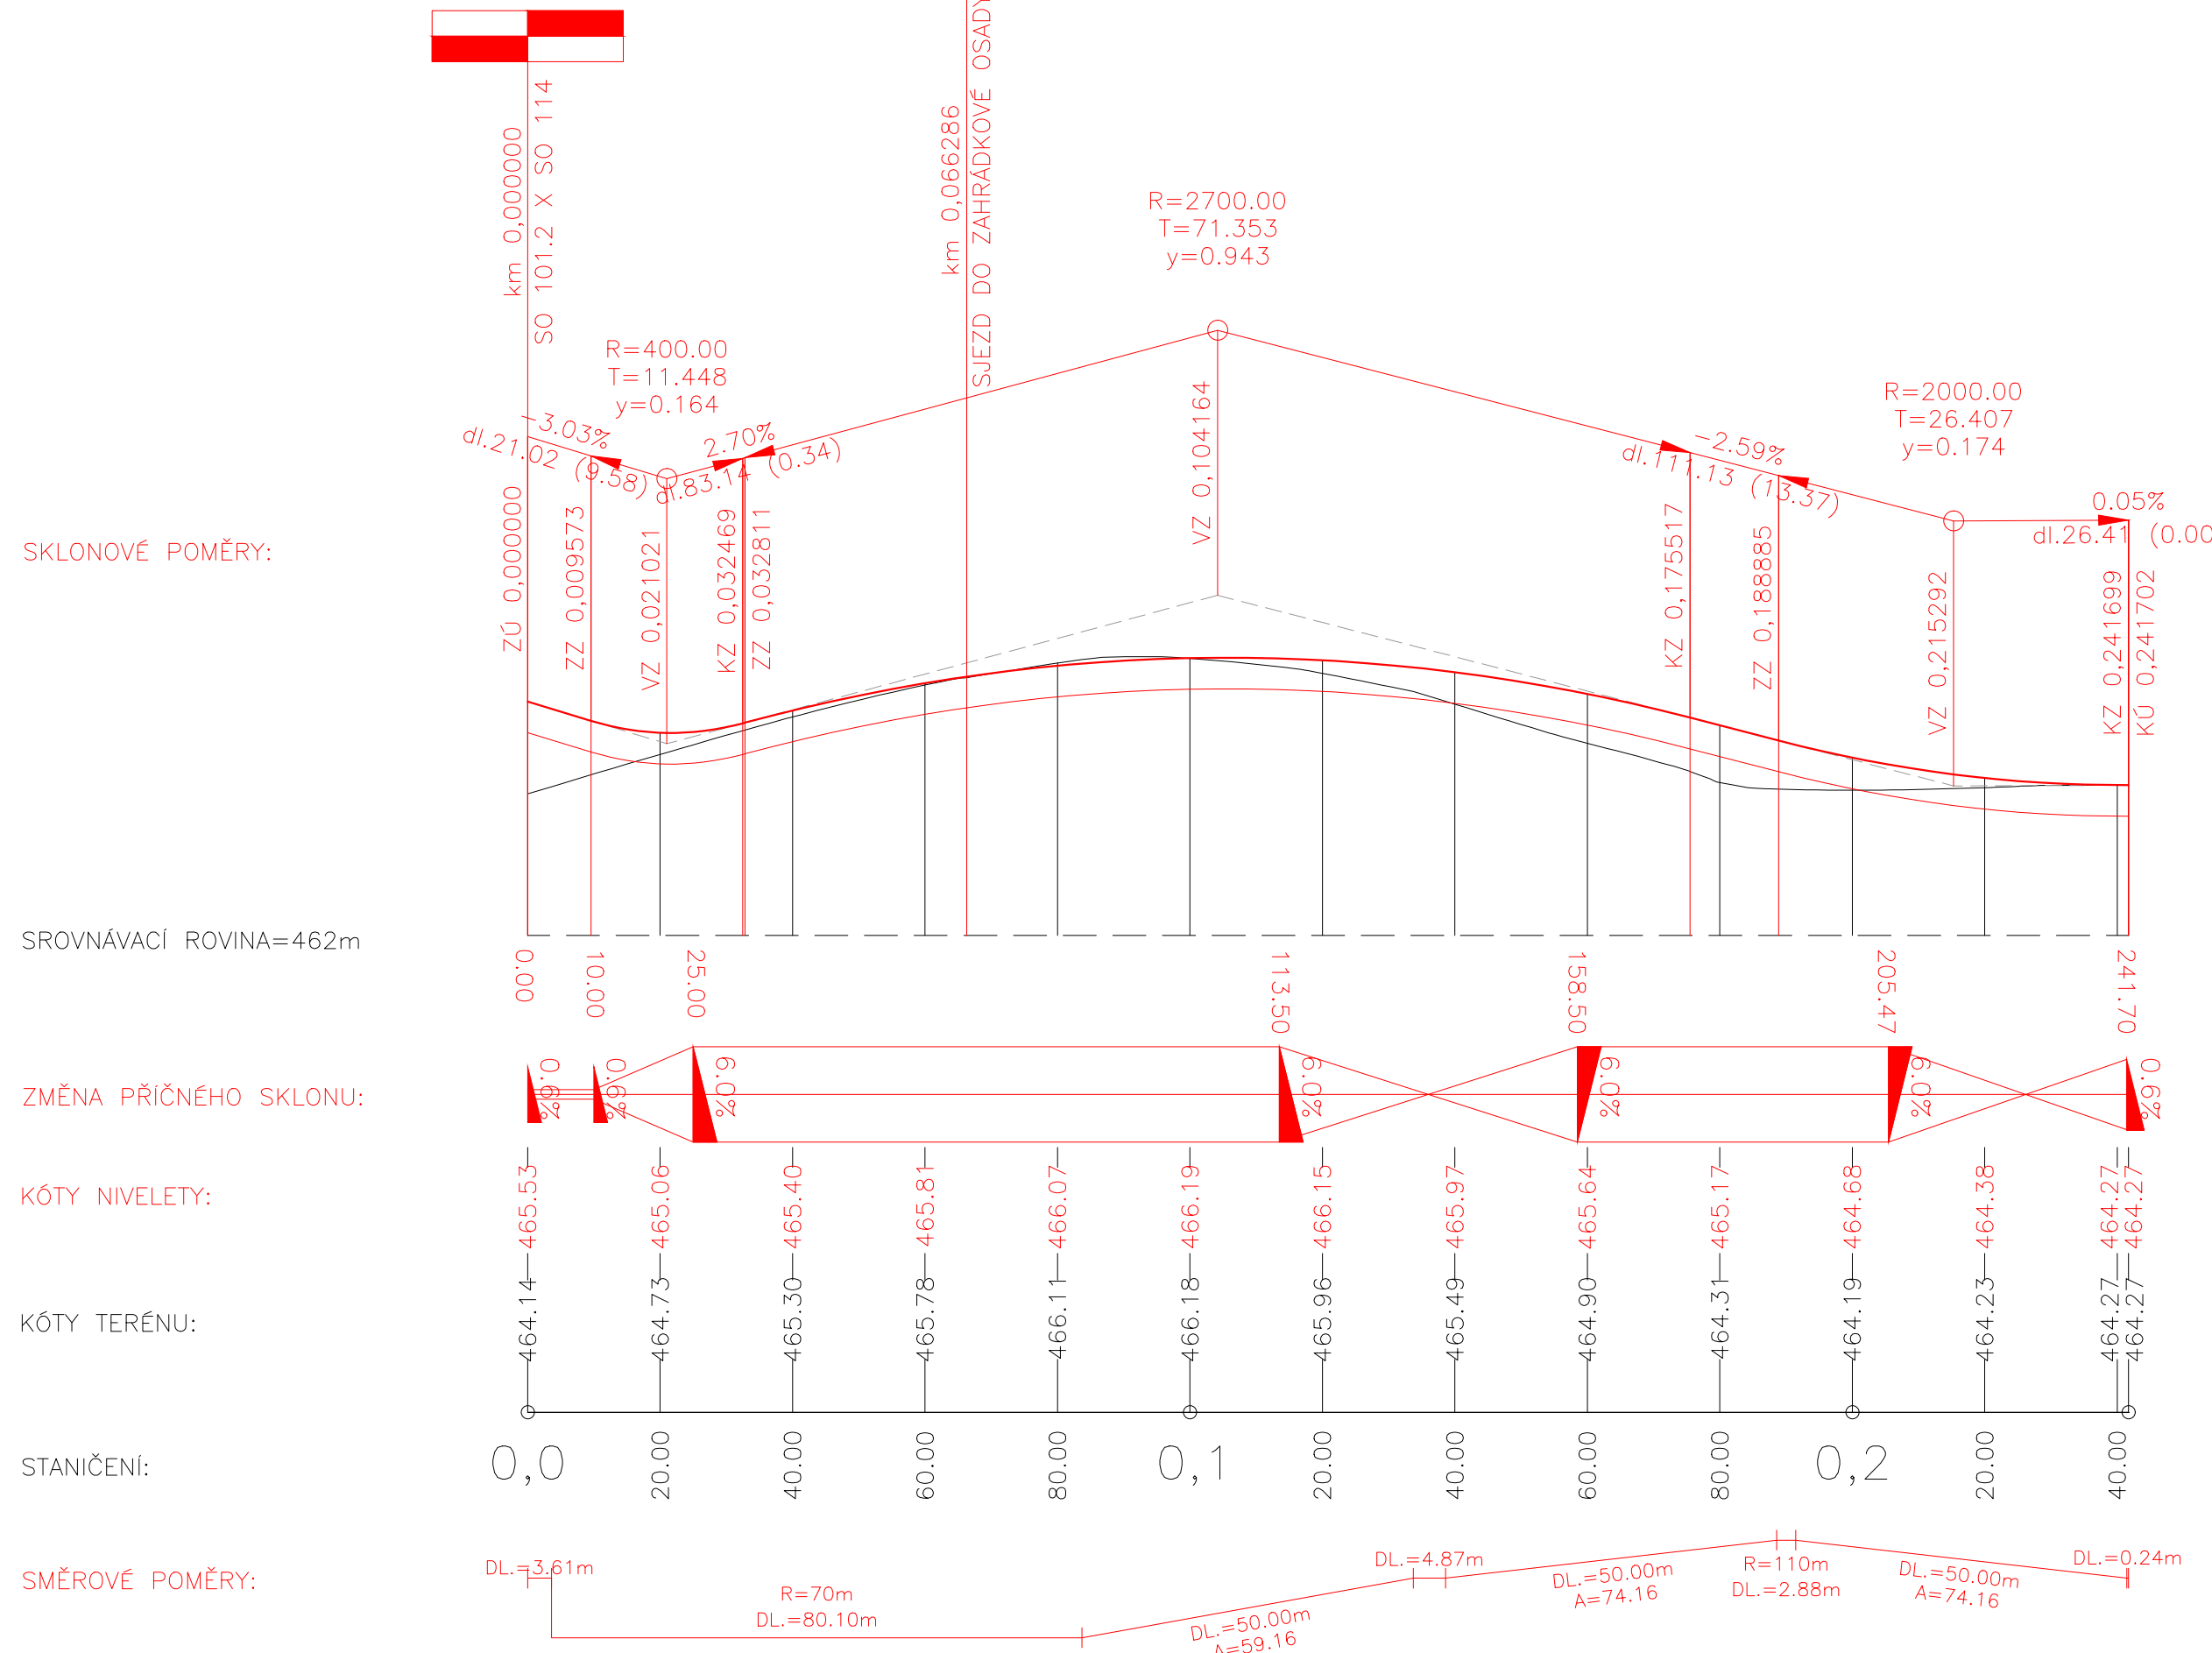 km 0,000000
SO 101.2 X SO 114
km 0,066286
SJEZD DO ZAHRÁDKOVÉ OSADY
R=2700.00
T=71.353
y=0.943
R=400.00
T=11.448
y=0.164
R=2000.00
T=26.407
y=0.174
-3.03%
dl.21.02 (9.58)
2.70%
dl.83.14 (0.34)
-2.59%
dl.111.13 (13.37)
0.05%
dl.26.41 (0.00
SKLONOVÉ POMĚRY:
ZÚ 0,000000
ZZ 0,009573
VZ 0,021021
KZ 0,032469
ZZ 0,032811
VZ 0,104164
KZ 0,175517
ZZ 0,188885
VZ 0,215292
KZ 0,241699
KÚ 0,241702
SROVNÁVACÍ ROVINA=462m
0.00
10.00
25.00
113.50
158.50
205.47
241.70
ZMĚNA PŘÍČNÉHO SKLONU:
0.6%
0.6%
6.0%
6.0%
6.0%
6.0%
0.6%
KÓTY NIVELETY:
465.53
465.06
465.40
465.81
466.07
466.19
466.15
465.97
465.64
465.17
464.68
464.38
464.27
464.27
KÓTY TERÉNU:
464.14
464.73
465.30
465.78
466.11
466.18
465.96
465.49
464.90
464.31
464.19
464.23
464.27
464.27
STANIČENÍ:
0,0
20.00
40.00
60.00
80.00
0,1
20.00
40.00
60.00
80.00
0,2
20.00
40.00
SMĚROVÉ POMĚRY:
DL.=3.61m
R=70m
DL.=80.10m
DL.=50.00m
A=59.16
DL.=4.87m
DL.=50.00m
A=74.16
R=110m
DL.=2.88m
DL.=50.00m
A=74.16
DL.=0.24m